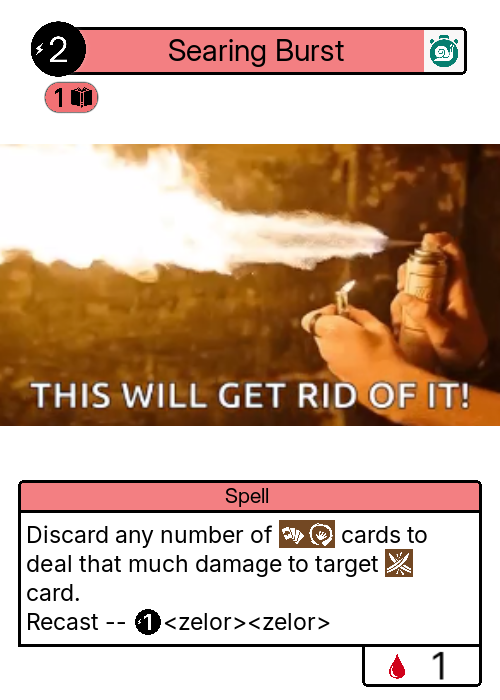 2 Searing Burst
1
THIS WILL GET RID OF IT!
Spell
Discard any number of cards to
deal that much damage to target
card.
Recast -- 1<zelor><zelor>
1